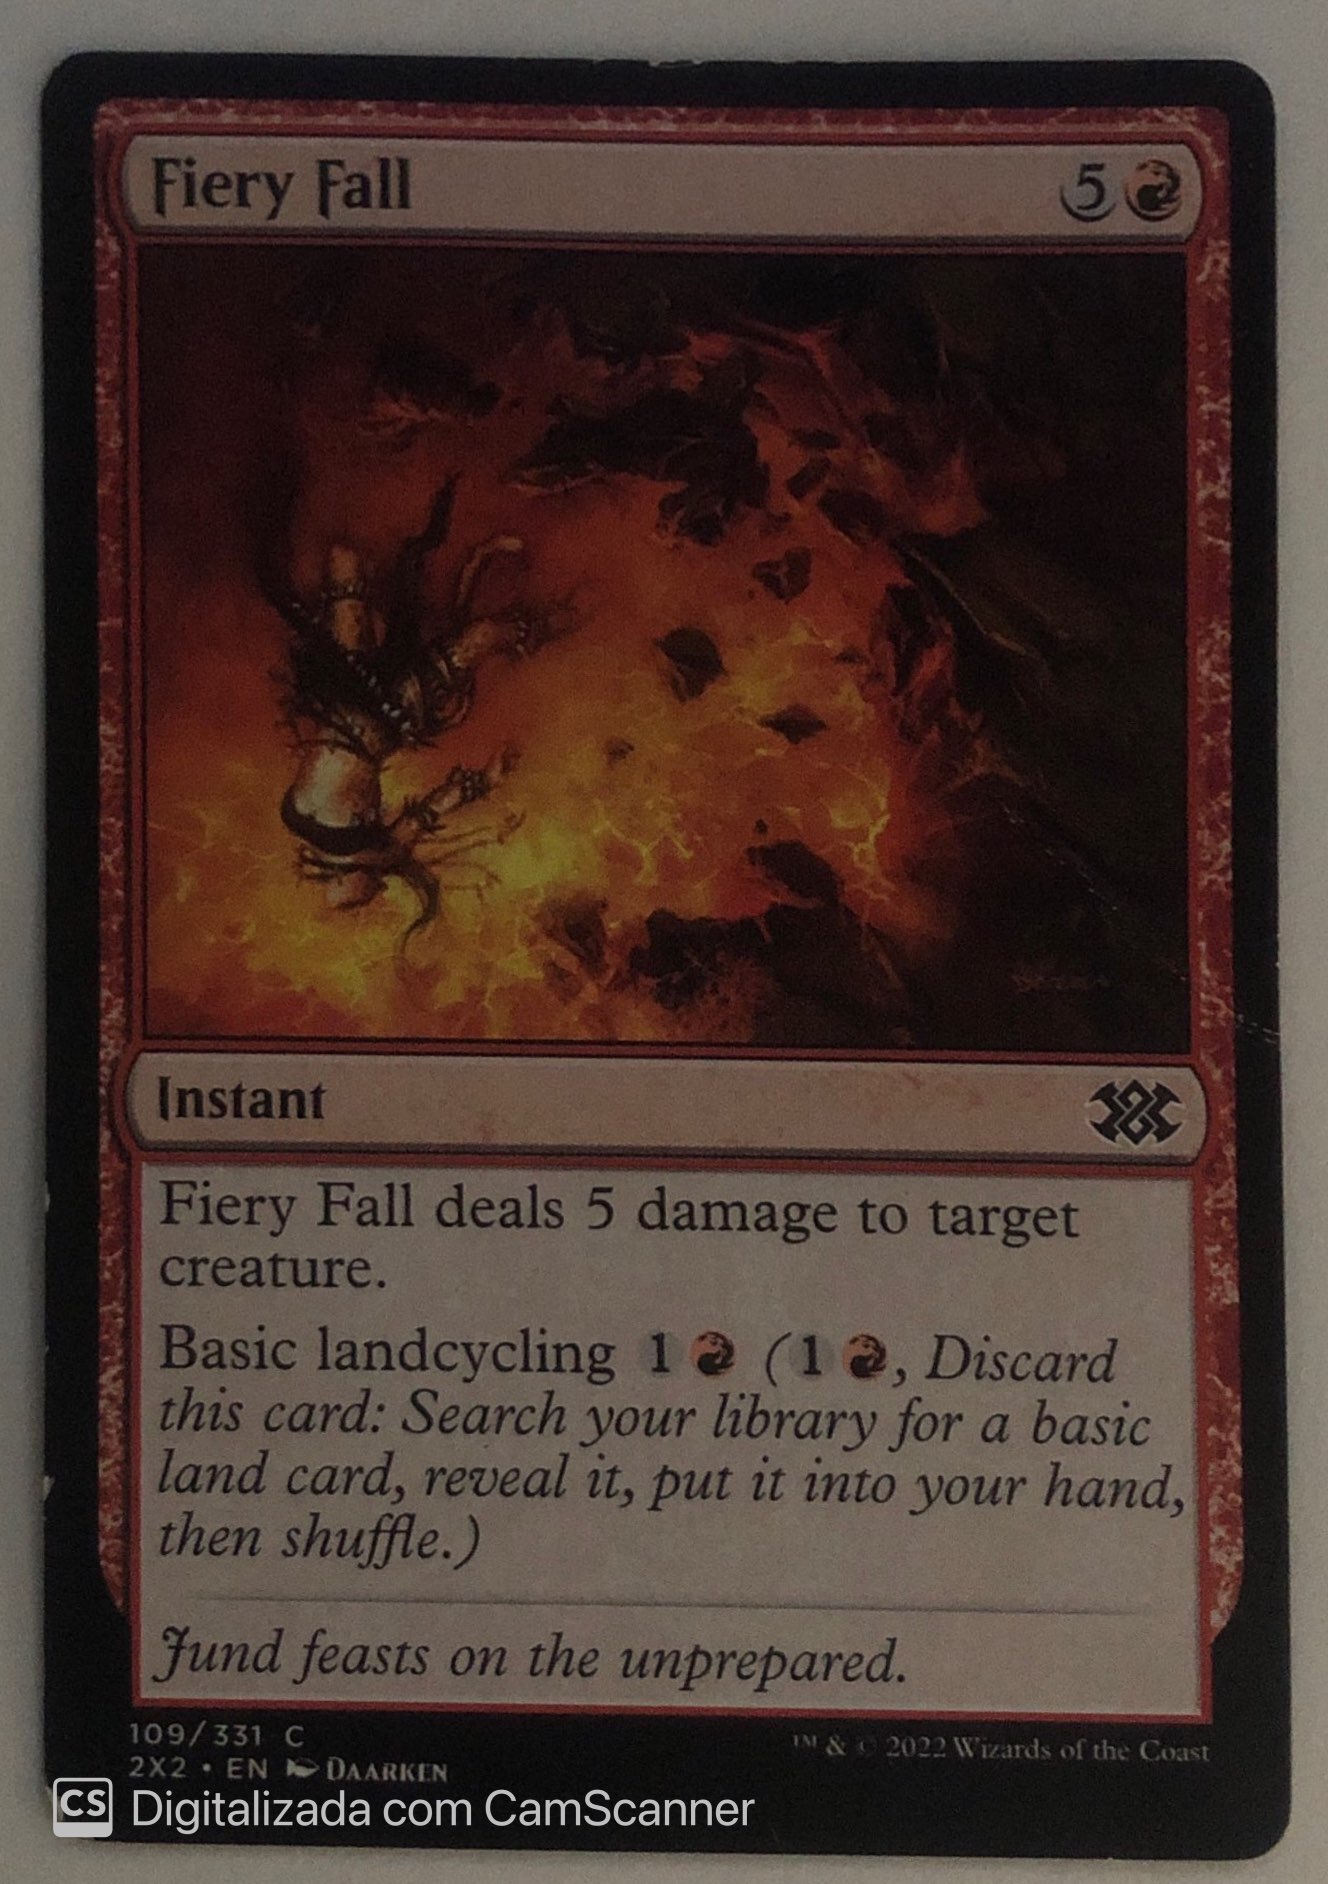 Fiery Fall 5
Instant
Fiery Fall deals 5 damage to target
creature.
Basic landcycling 1 (1 , Discard
this card: Search your library for a basic
land card, reveal it, put it into your hand,
then shuffle.)
Jund feasts on the unprepared.
109/331 C
2X2 • EN DAARKEN
™ & © 2022 Wizards of the Coast
CS Digitalizada com CamScanner